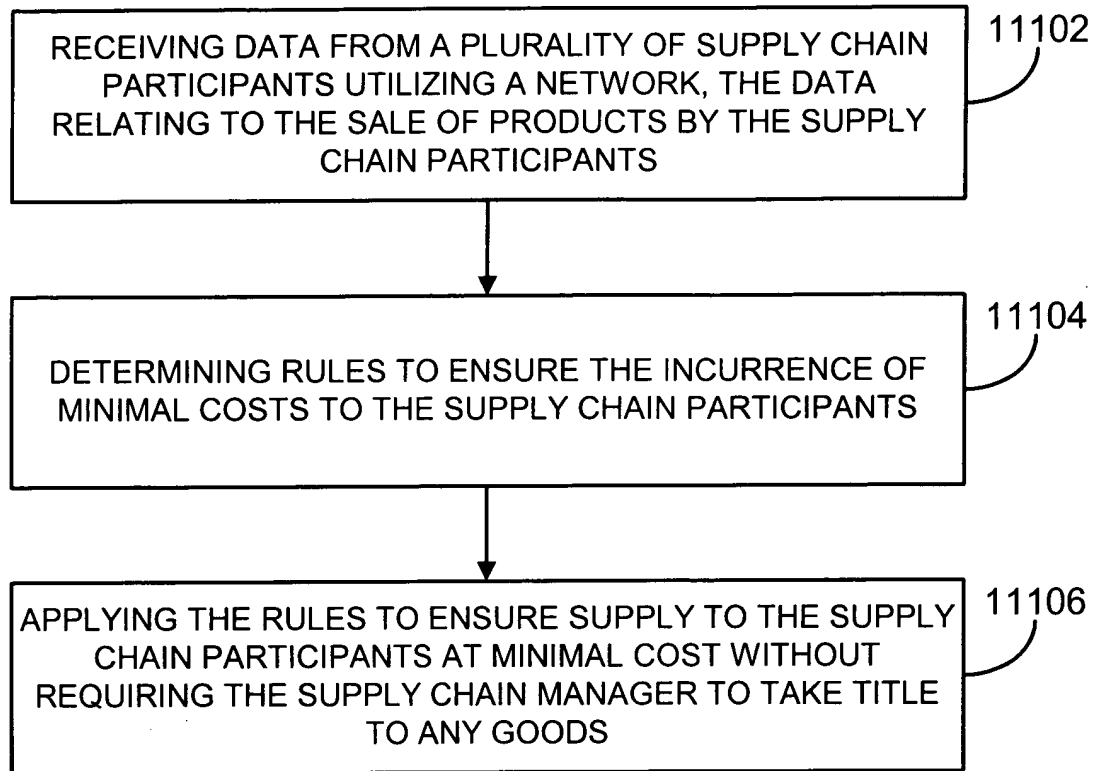 RECEIVING DATA FROM A PLURALITY OF SUPPLY CHAIN
PARTICIPANTS UTILIZING A NETWORK, THE DATA
RELATING TO THE SALE OF PRODUCTS BY THE SUPPLY
CHAIN PARTICIPANTS
11102
DETERMINING RULES TO ENSURE THE INCURRENCE OF
MINIMAL COSTS TO THE SUPPLY CHAIN PARTICIPANTS
11104
APPLYING THE RULES TO ENSURE SUPPLY TO THE SUPPLY
CHAIN PARTICIPANTS AT MINIMAL COST WITHOUT
REQUIRING THE SUPPLY CHAIN MANAGER TO TAKE TITLE
TO ANY GOODS
11106